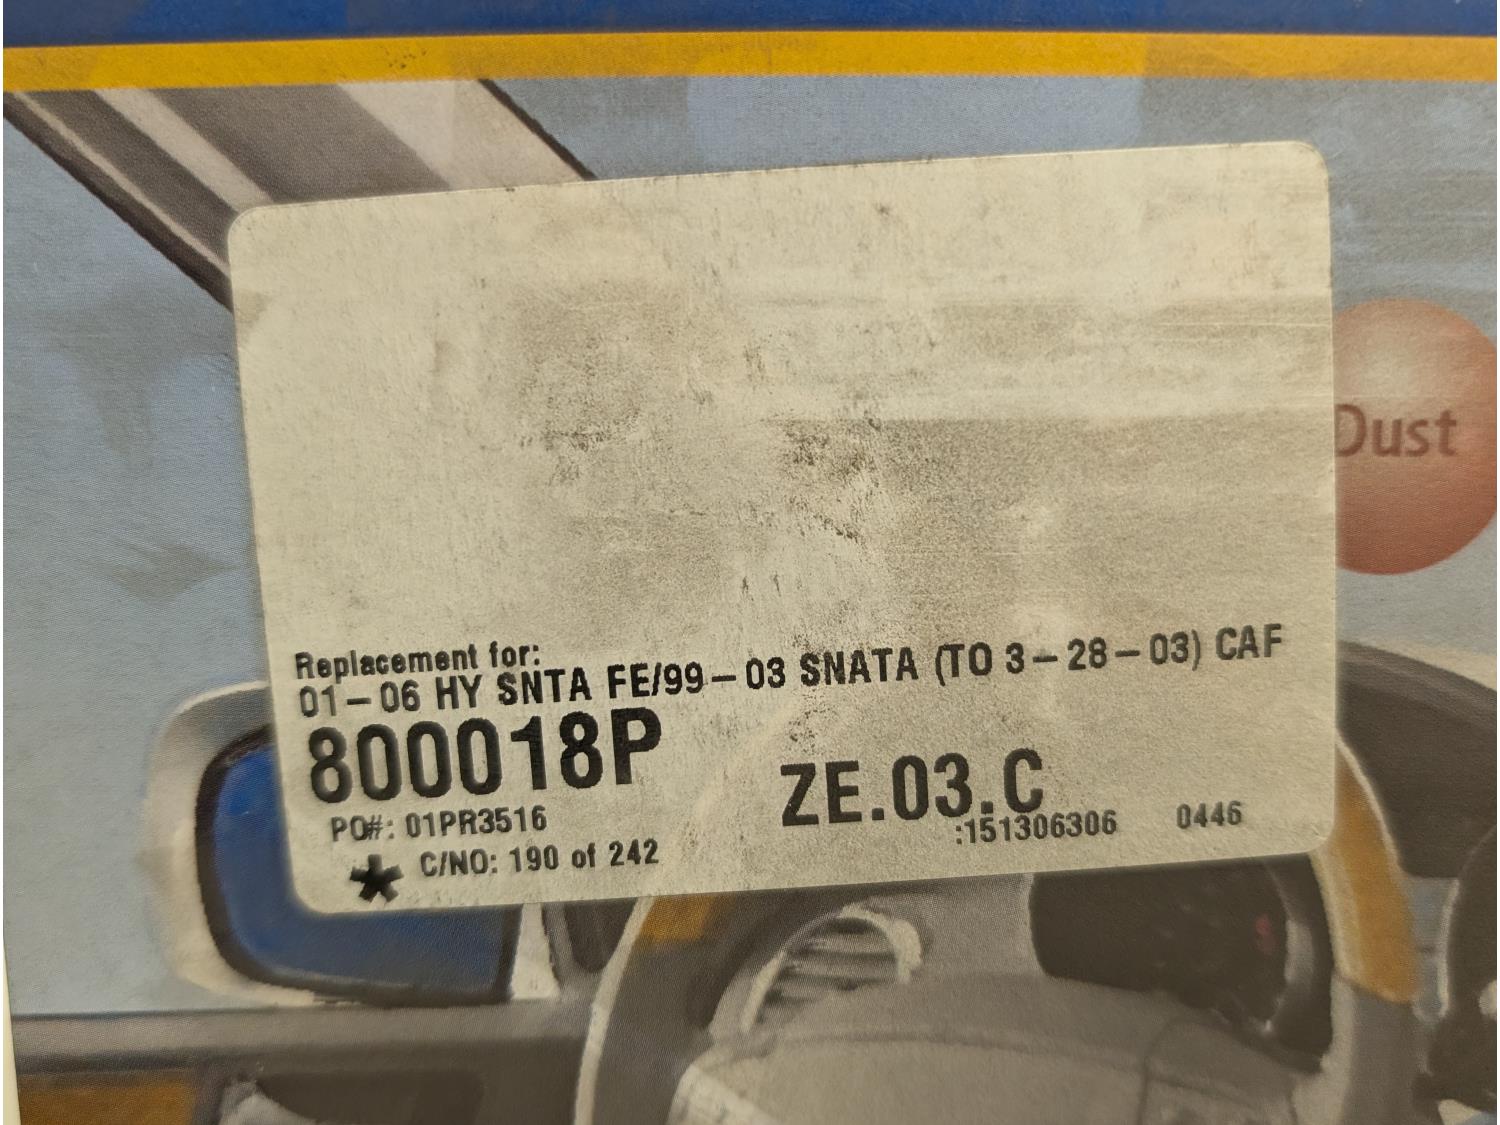 Dust
Replacement for:
01-06 HY SNTA FE/99-03 SNATA (TO 3-28-03) CAF
800018P
ZE.03.C
PO#: 01PR3516
:151306306 0446
* C/NO: 190 of 242